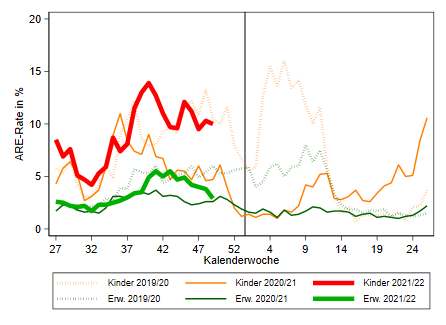 20
15
10
5
0
ARE-Rate in %
27 32 37 42 47 52 4 9 14 19 24
Kalenderwoche
Kinder 2019/20 Kinder 2020/21 Kinder 2021/22
Erw. 2019/20 Erw. 2020/21 Erw. 2021/22